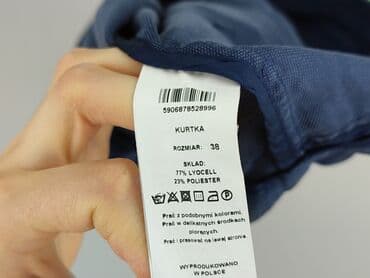 5906878528996
KURTKA
ROZMIAR: 38
SKŁAD:
77% LYOCELL
23% POLIESTER
Prać z podobnymi kolorami.
Prać w delikatnych środkach
piorących.
Prać i prasować na lewej stronie.
WYPRODUKOWANO
W POLSCE